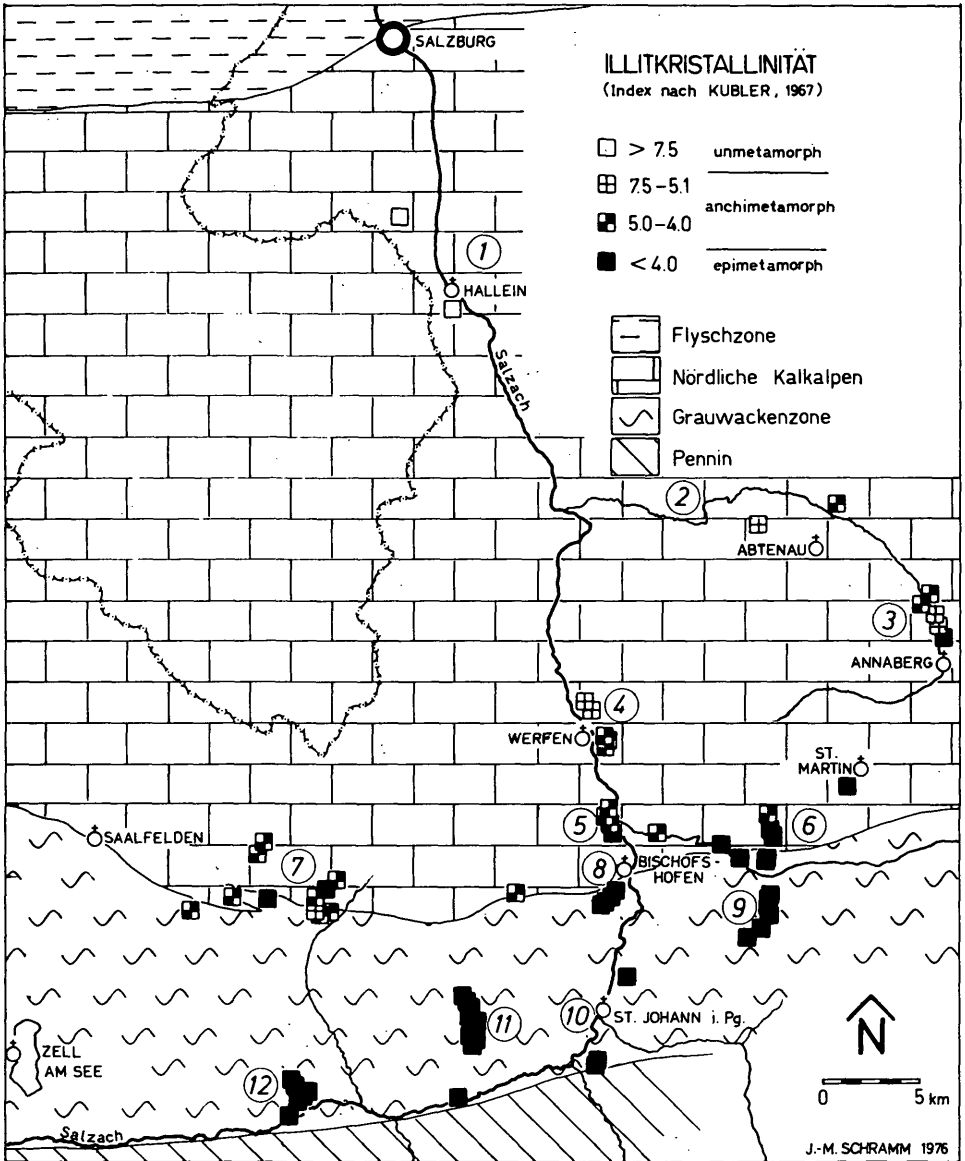 SALZBURG
ILLITKRISTALLINITÄT
(Index nach KUBLER, 1967)
> 7.5 unmetamorph
7.5–5.1
anchimetamorph
5.0–4.0
< 4.0 epimetamorph
Flyschzone
Nördliche Kalkalpen
Grauwackenzone
Pennin
1
HALLEIN
Salzach
2
ABTENAU
3
ANNABERG
4
WERFEN
ST.
MARTIN
5
6
SAALFELDEN
7
8
BISCHOFS-
HOFEN
9
10
ST. JOHANN i. Pg.
11
N
ZELL
AM SEE
12
0 5 km
Salzach
J.-M. SCHRAMM 1976